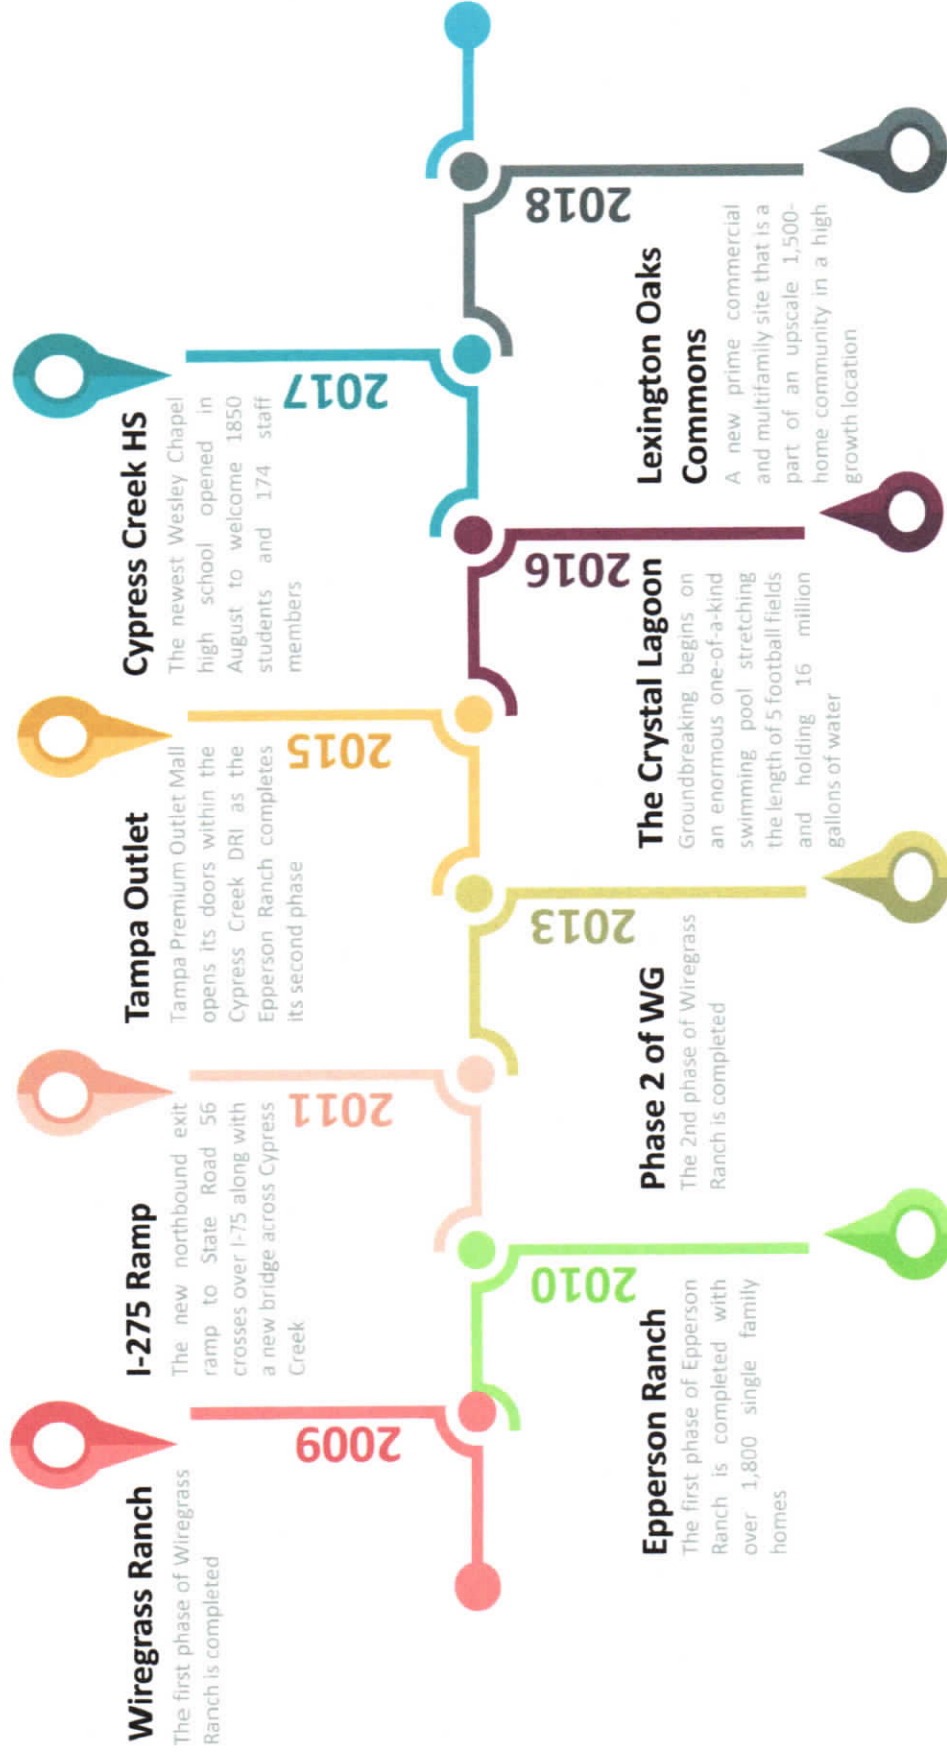 Wiregrass Ranch
The first phase of Wiregrass
Ranch is completed
2009
I-275 Ramp
The new northbound exit
ramp to State Road 56
crosses over I-75 along with
a new bridge across Cypress
Creek
2011
Tampa Outlet
Tampa Premium Outlet Mall
opens its doors within the
Cypress Creek DRI as the
Epperson Ranch completes
its second phase
2015
Cypress Creek HS
The newest Wesley Chapel
high school opened in
August to welcome 1850
students and 174 staff
members
2017
2010
Epperson Ranch
The first phase of Epperson
Ranch is completed with
over 1,800 single family
homes
2013
Phase 2 of WG
The 2nd phase of Wiregrass
Ranch is completed
2016
The Crystal Lagoon
Groundbreaking begins on
an enormous one-of-a-kind
swimming pool stretching
the length of 5 football fields
and holding 16 million
gallons of water
2018
Lexington Oaks
Commons
A new prime commercial
and multifamily site that is a
part of an upscale 1,500-
home community in a high
growth location